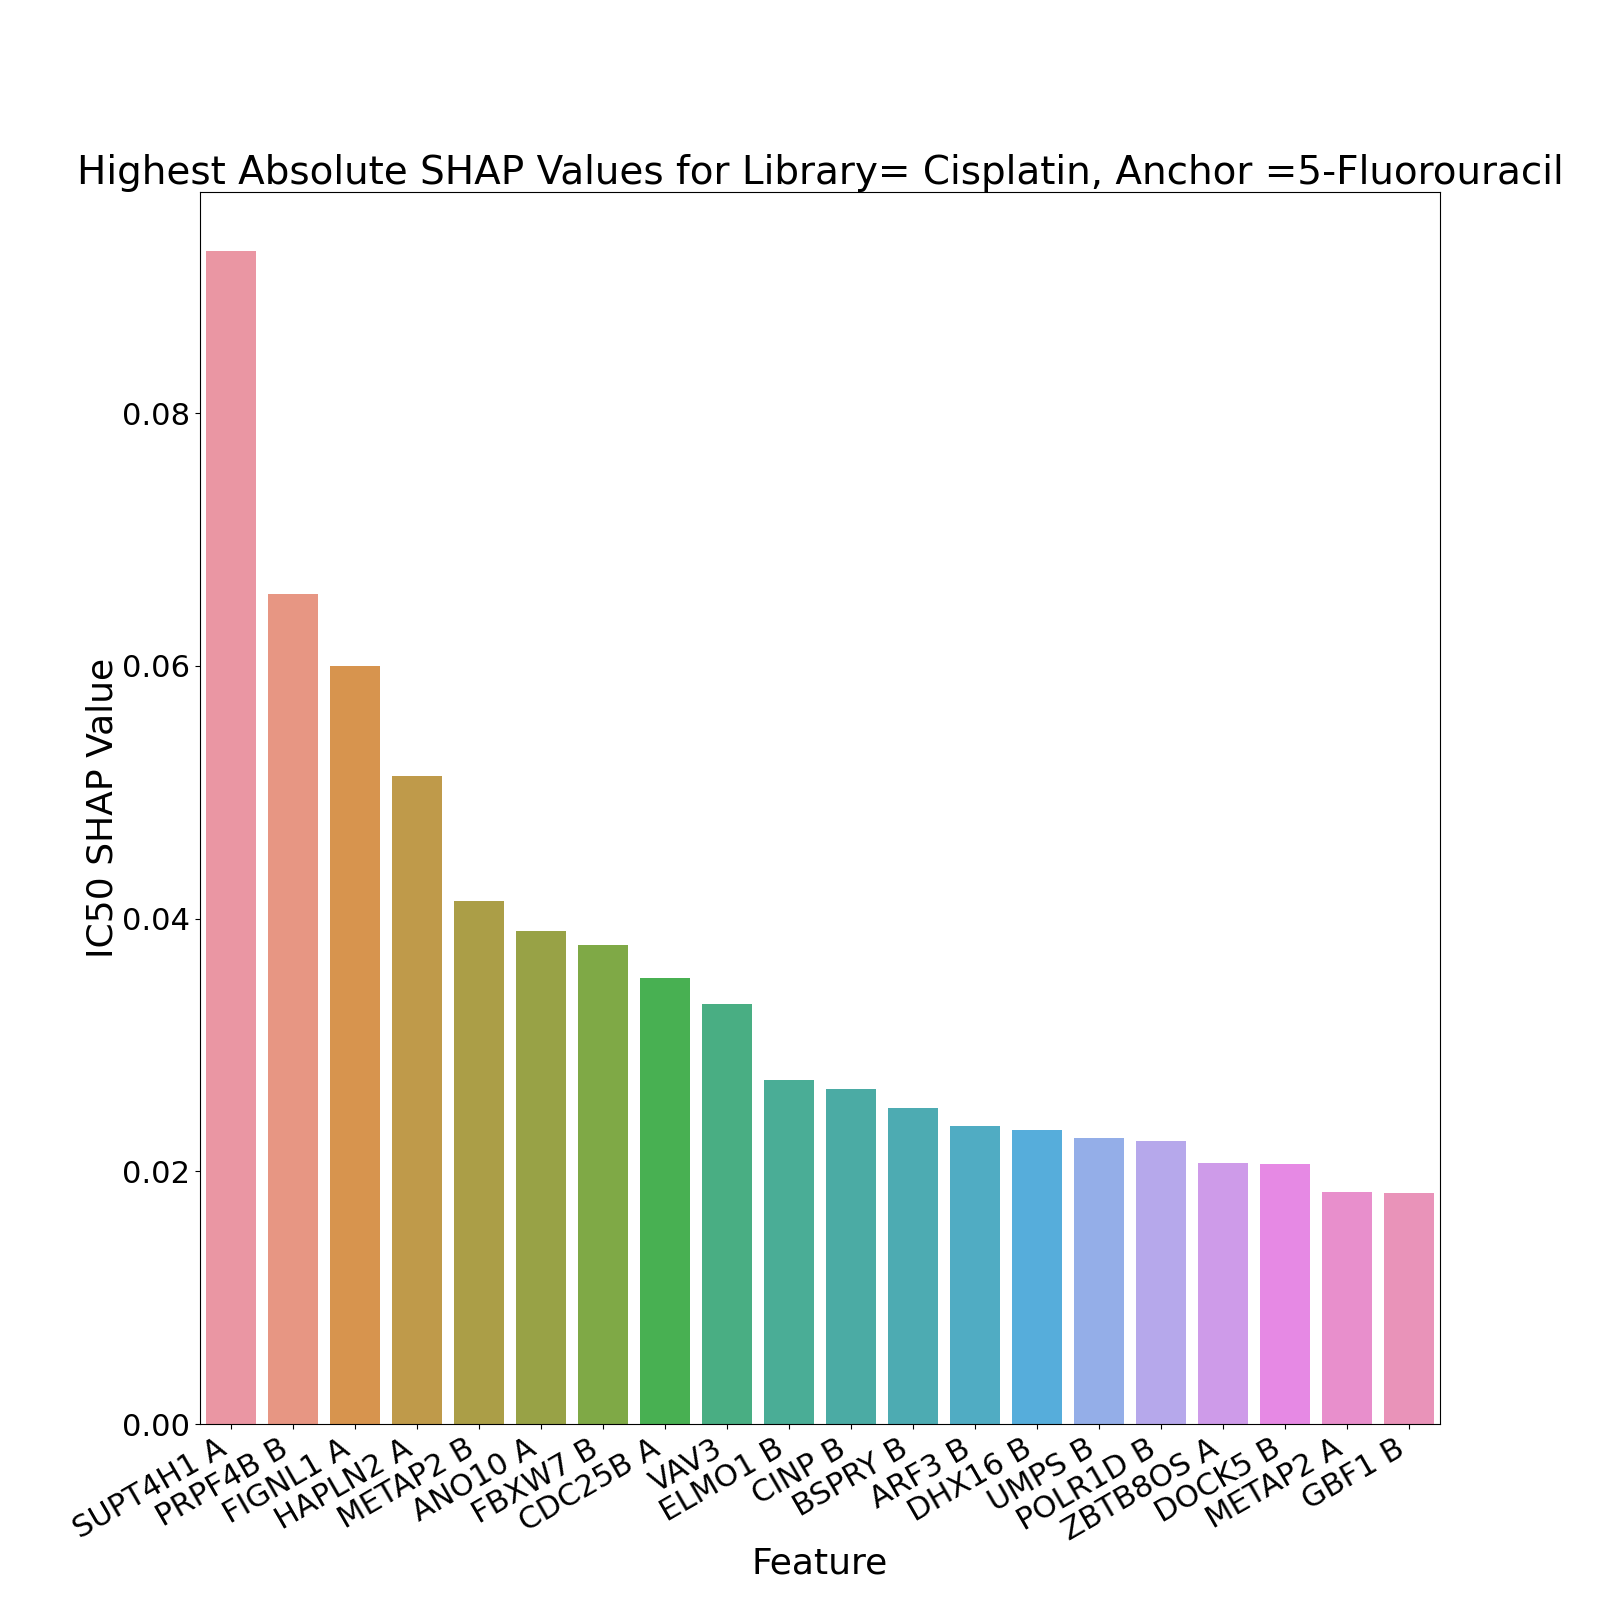 Highest Absolute SHAP Values for Library= Cisplatin, Anchor =5-Fluorouracil
IC50 SHAP Value
0.08
0.06
0.04
0.02
0.00
SUPT4H1 A
PRPF4B B
FIGNL1 A
HAPLN2 A
METAP2 B
ANO10 A
FBXW7 B
CDC25B A
VAV3
ELMO1 B
CINP B
BSPRY B
ARF3 B
DHX16 B
UMPS B
POLR1D B
ZBTB8OS A
DOCK5 B
METAP2 A
GBF1 B
Feature